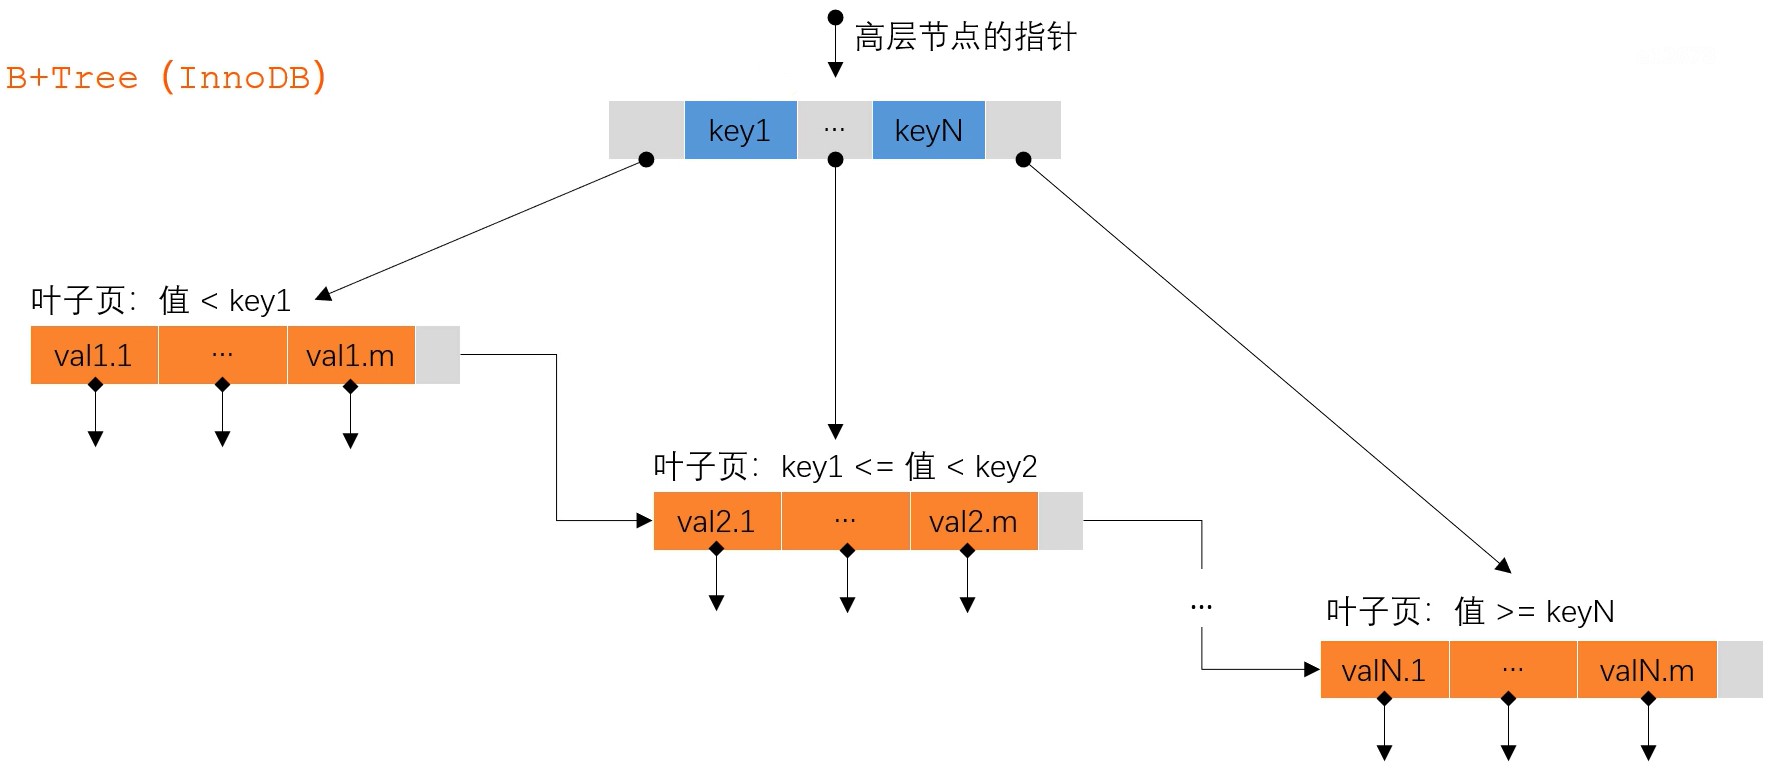 高层节点的指针
B+Tree (InnoDB)
key1 ... keyN
叶子页：值 < key1
val1.1 ... val1.m
叶子页：key1 <= 值 < key2
val2.1 ... val2.m
...
叶子页：值 >= keyN
valN.1 ... valN.m